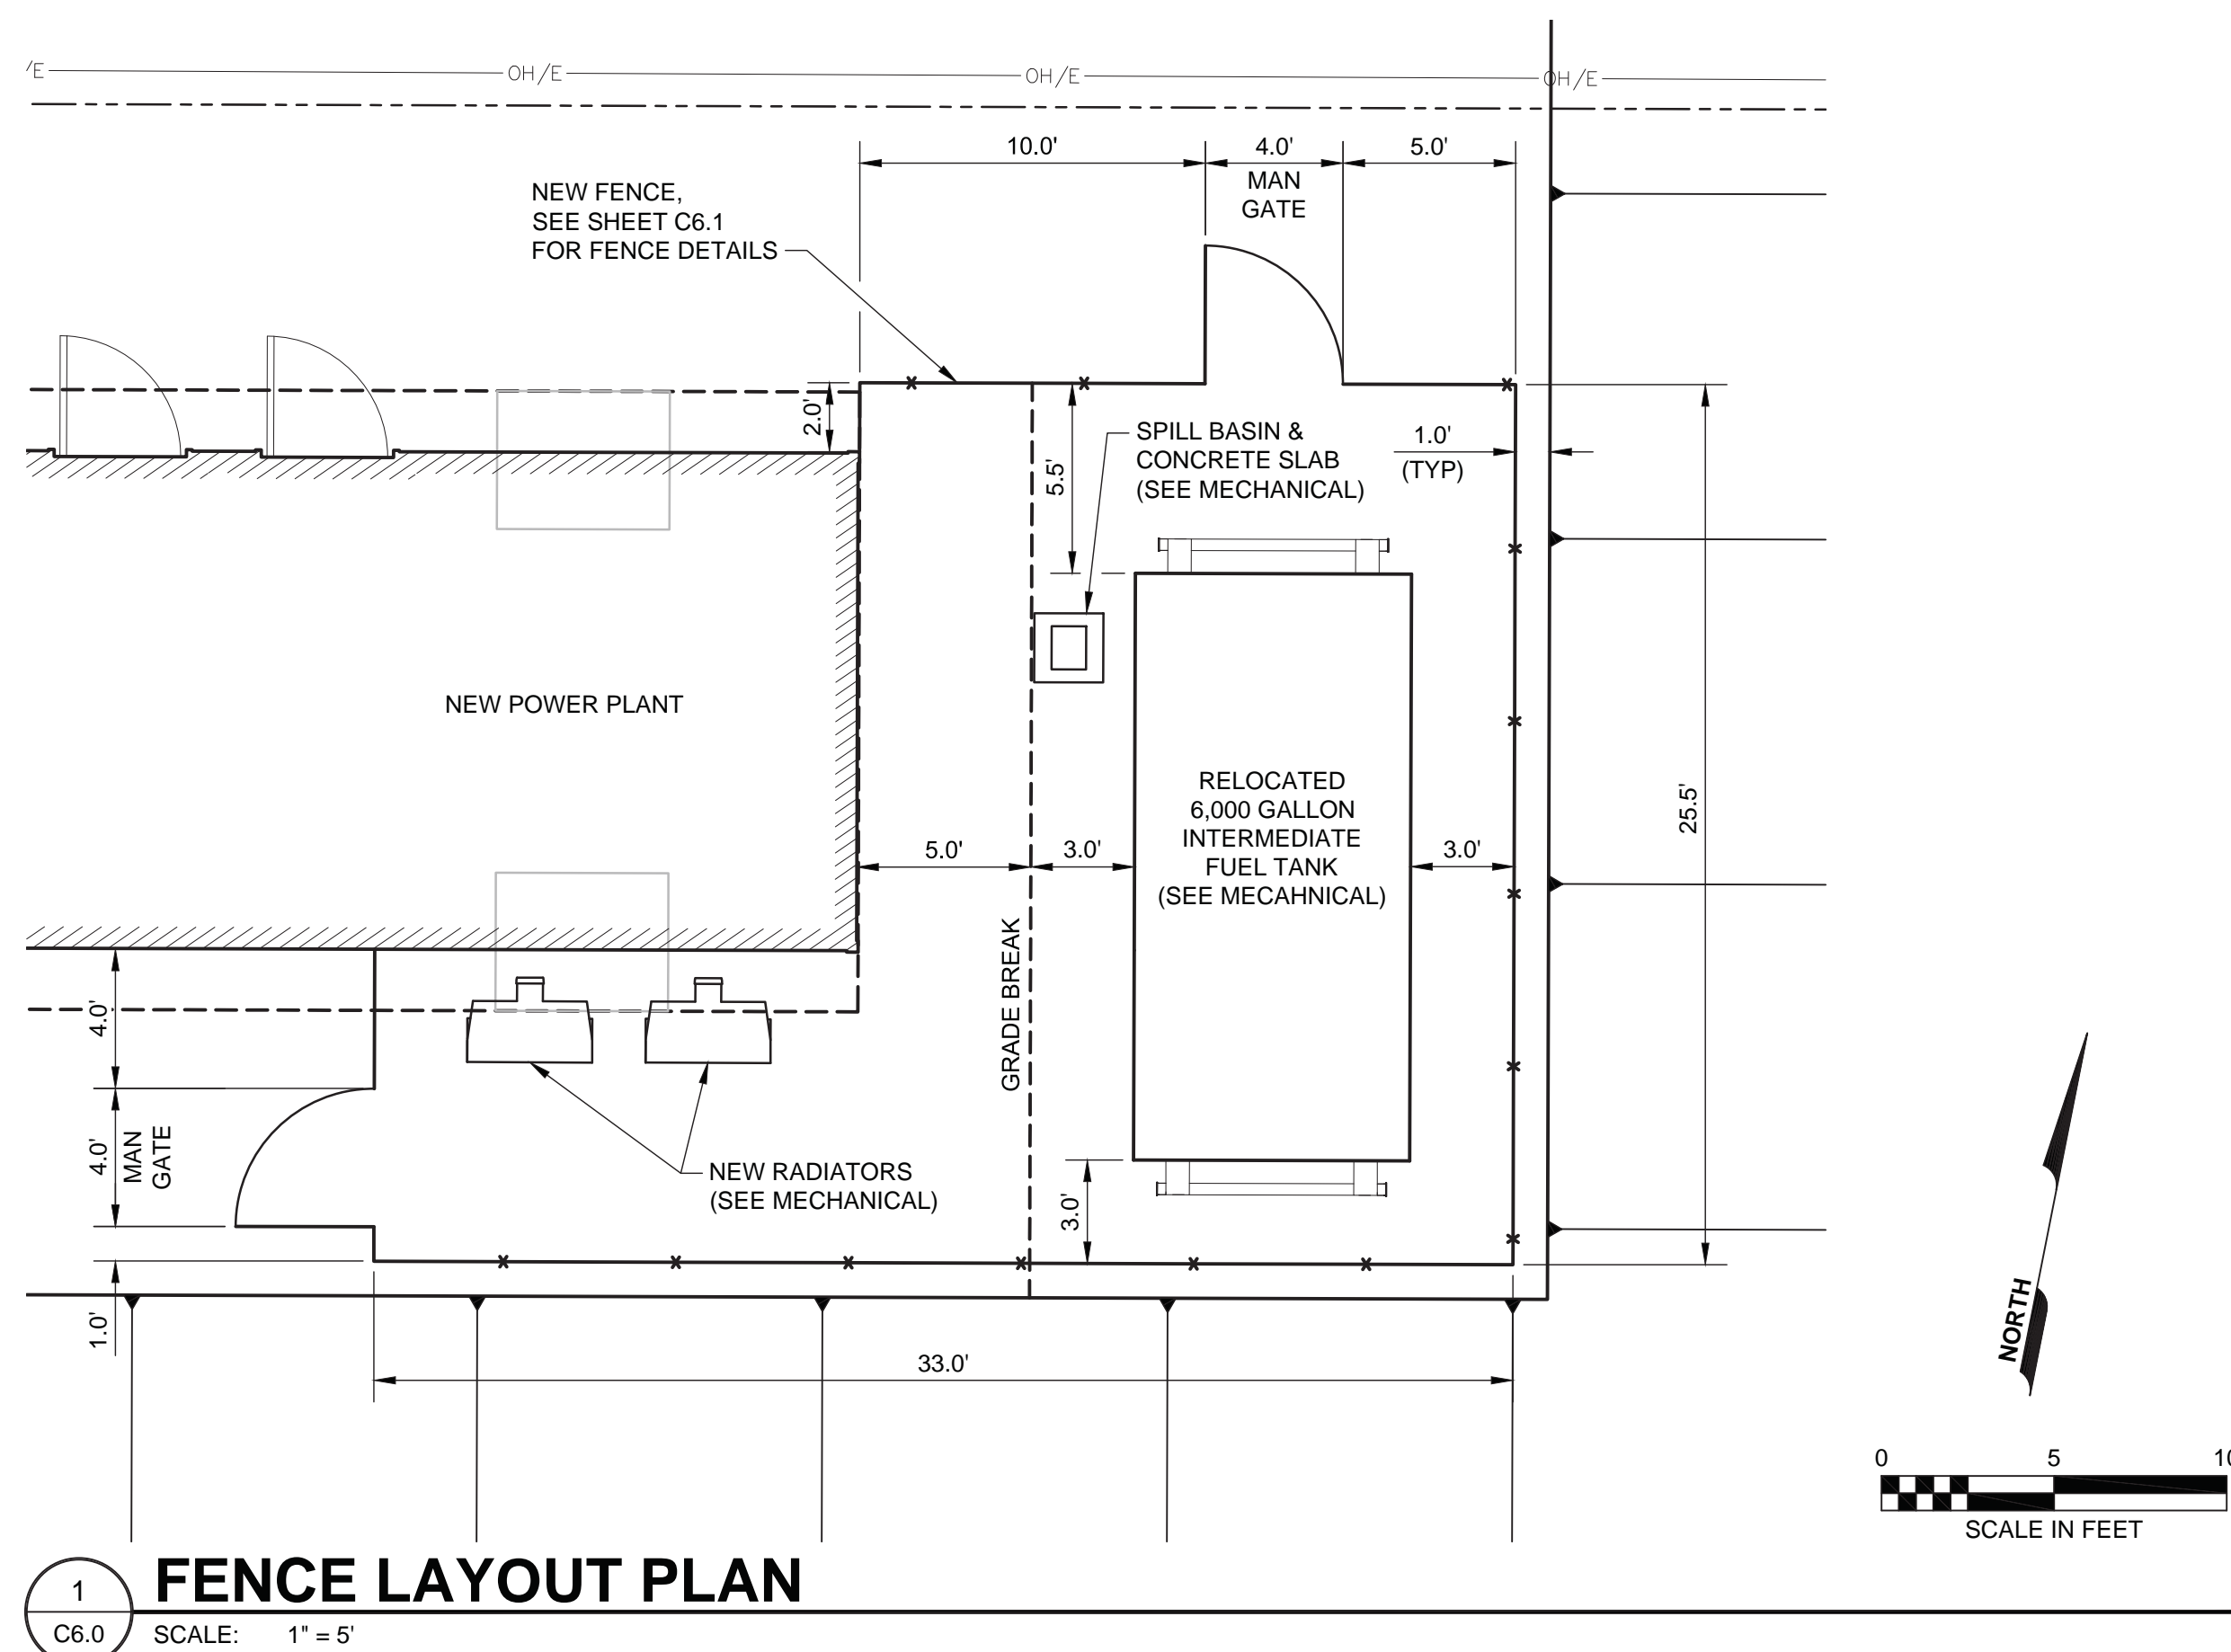 /E
OH/E
OH/E
OH/E
10.0'
4.0'
5.0'
MAN
GATE
NEW FENCE,
SEE SHEET C6.1
FOR FENCE DETAILS
2.0'
5.5'
SPILL BASIN &
CONCRETE SLAB
(SEE MECHANICAL)
1.0'
(TYP)
NEW POWER PLANT
RELOCATED
6,000 GALLON
INTERMEDIATE
FUEL TANK
(SEE MECAHNICAL)
25.5'
5.0'
3.0'
3.0'
GRADE BREAK
4.0'
4.0'
MAN
GATE
NEW RADIATORS
(SEE MECHANICAL)
3.0'
1.0'
33.0'
NORTH
0
5
10
SCALE IN FEET
1
C6.0
FENCE LAYOUT PLAN
SCALE: 1" = 5'